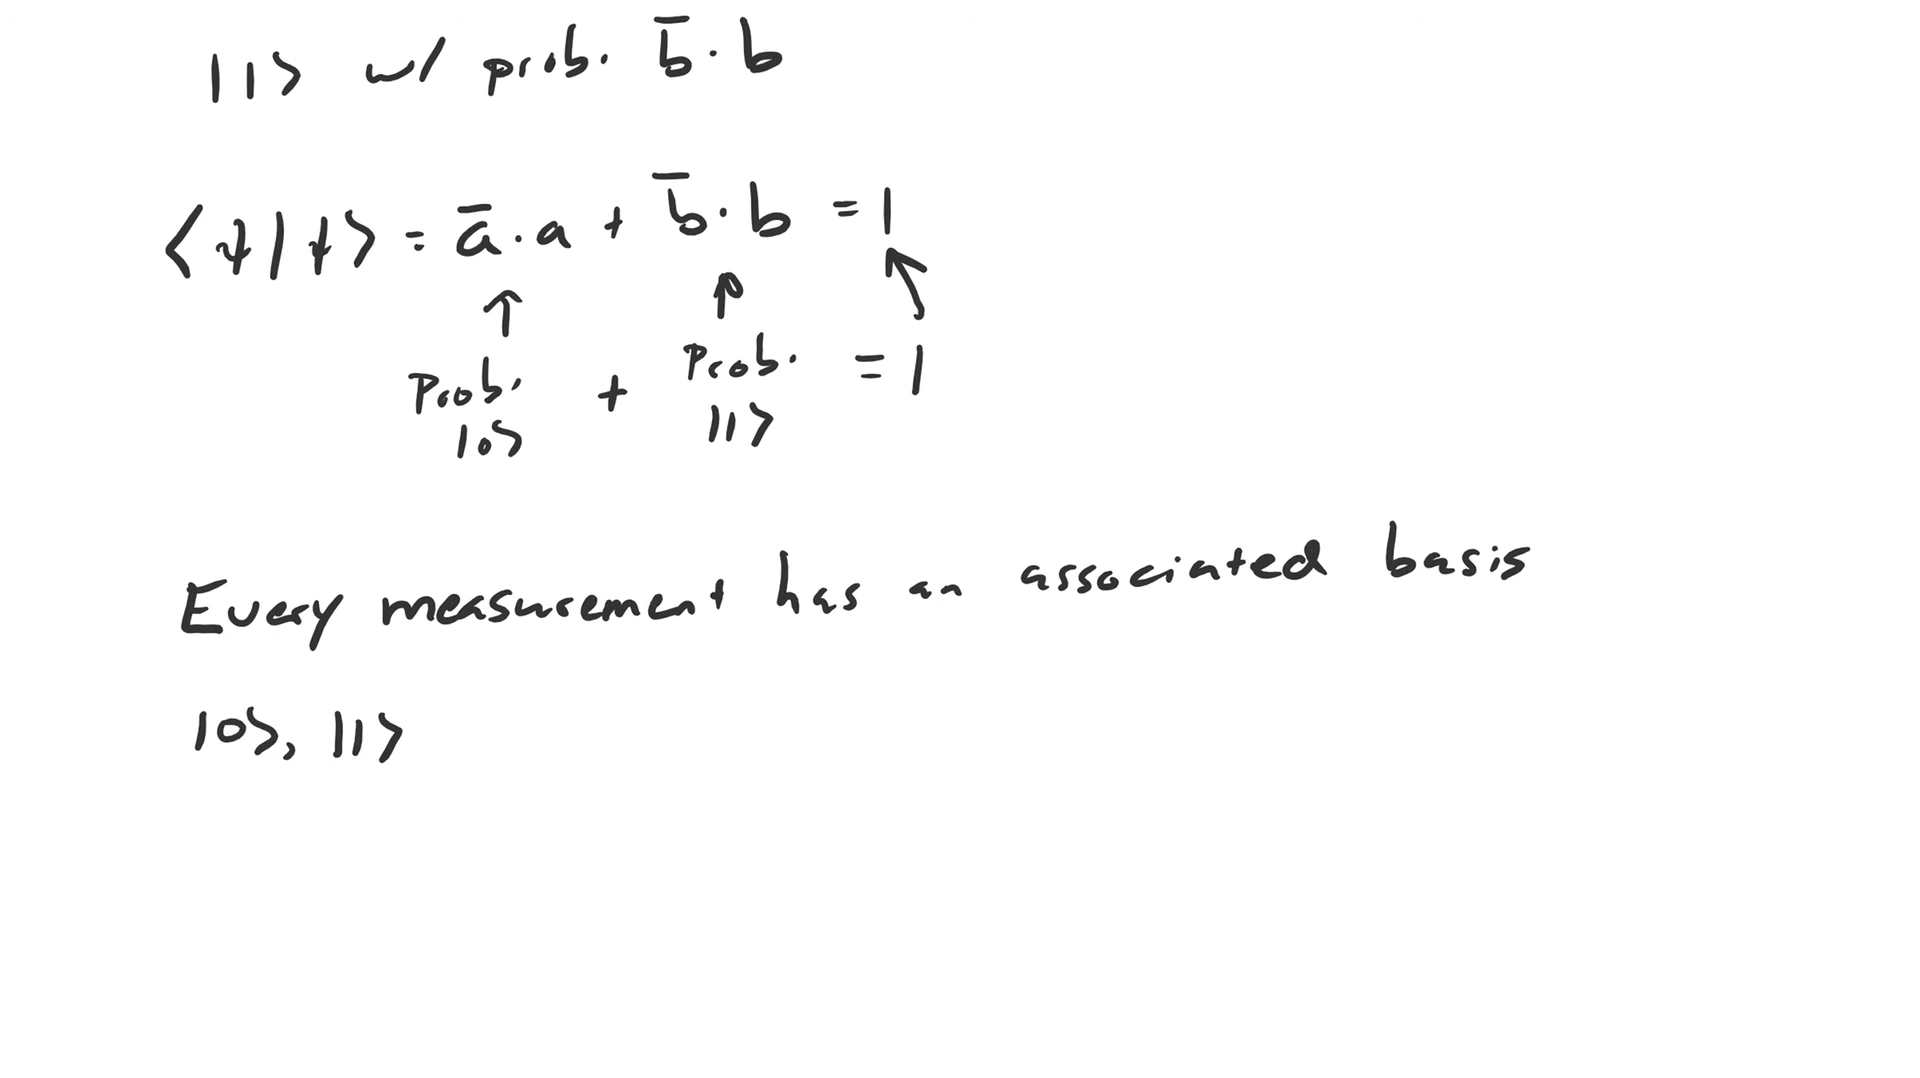 |1> w/ prob. b̅·b
<ψ|ψ> = a̅·a + b̅·b = 1
↑ ↑ ↖
Prob. |0> + Prob. |1> = 1
Every measurement has an associated basis
|0>, |1>